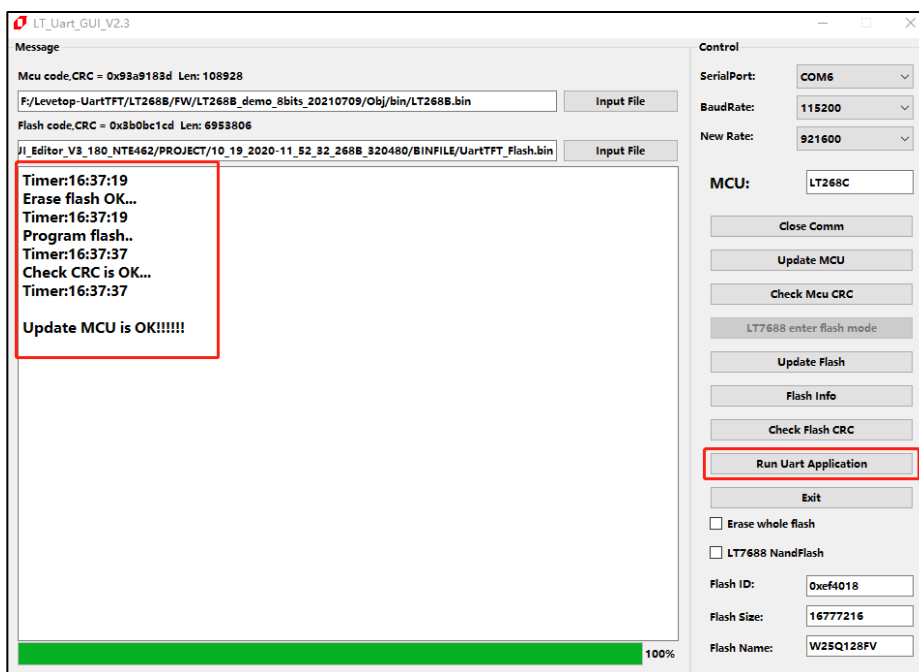 LT_Uart_GUI_V2.3
Message
Mcu code,CRC = 0x93a9183d Len: 108928
F:/Levetop-UartTFT/LT268B/FW/LT268B_demo_8bits_20210709/Obj/bin/LT268B.bin
Input File
Flash code,CRC = 0x3b0bc1cd Len: 6953806
JI_Editor_V3_180_NTE462/PROJECT/10_19_2020-11_52_32_268B_320480/BINFILE/UartTFT_Flash.bin
Input File
Timer:16:37:19
Erase flash OK...
Timer:16:37:19
Program flash..
Timer:16:37:37
Check CRC is OK...
Timer:16:37:37
Update MCU is OK!!!!!!
100%
Control
SerialPort: COM6
BaudRate: 115200
New Rate: 921600
MCU: LT268C
Close Comm
Update MCU
Check Mcu CRC
LT7688 enter flash mode
Update Flash
Flash Info
Check Flash CRC
Run Uart Application
Exit
Erase whole flash
LT7688 NandFlash
Flash ID: 0xef4018
Flash Size: 16777216
Flash Name: W25Q128FV